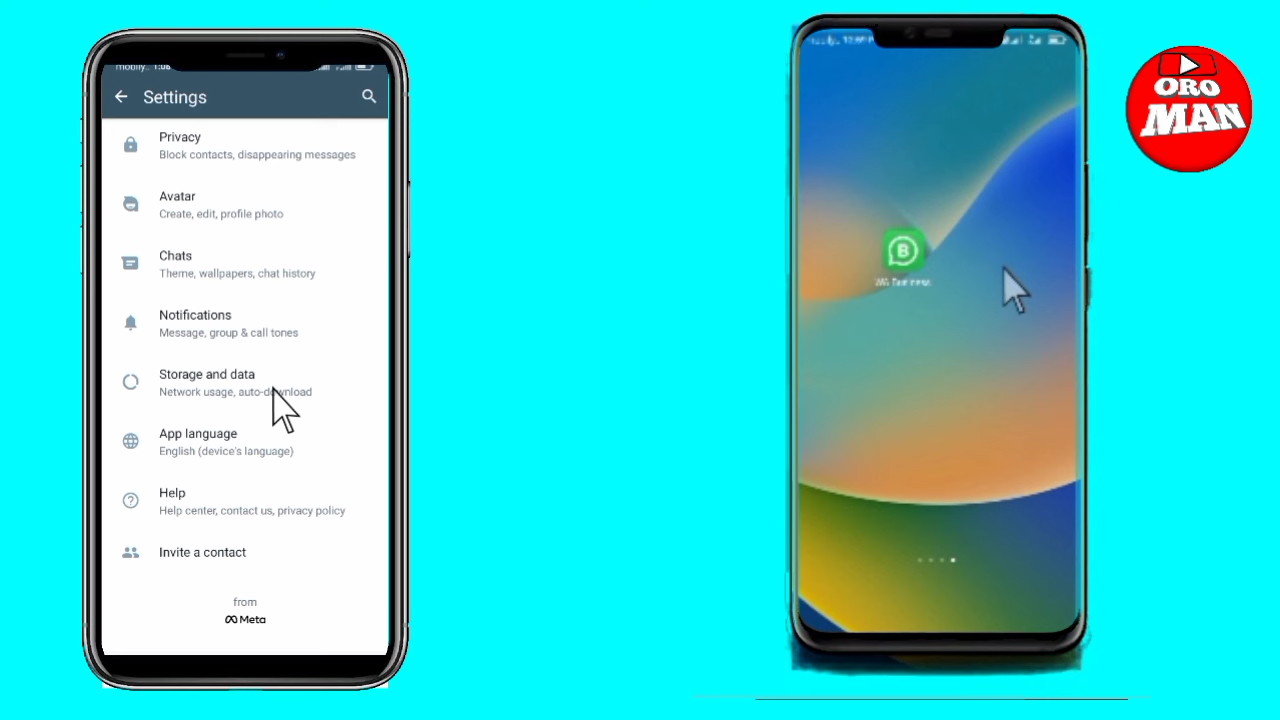 mobily..
Settings
Privacy
Block contacts, disappearing messages
Avatar
Create, edit, profile photo
Chats
Theme, wallpapers, chat history
Notifications
Message, group & call tones
Storage and data
Network usage, auto-download
App language
English (device's language)
Help
Help center, contact us, privacy policy
Invite a contact
from
Meta
B
ORO
MAN